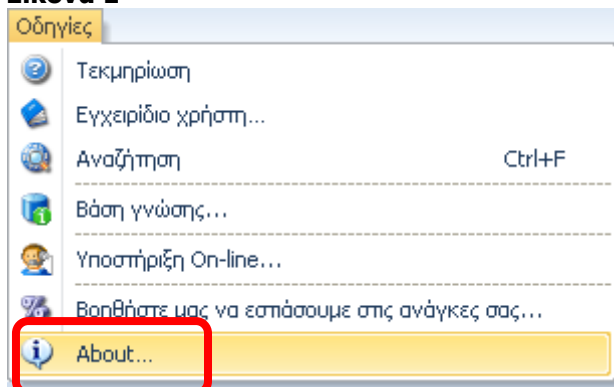 Οδηγίες
Τεκμηρίωση
Εγχειρίδιο χρήστη...
Αναζήτηση Ctrl+F
Βάση γνώσης...
Υποστήριξη On-line...
Βοηθήστε μας να εστιάσουμε στις ανάγκες σας...
About...